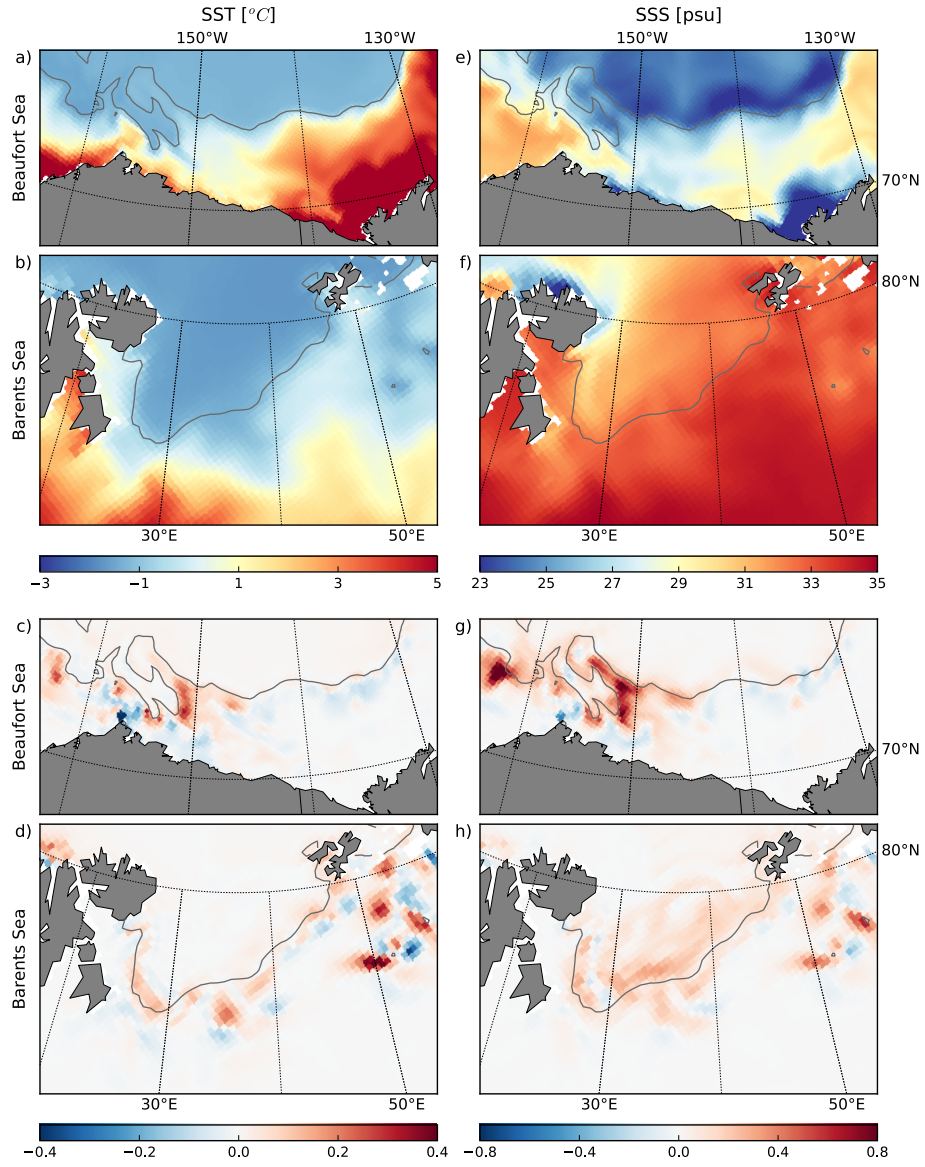 SST [°C]
SSS [psu]
150°W
130°W
150°W
130°W
a)
e)
Beaufort Sea
70°N
b)
f)
Barents Sea
80°N
30°E
50°E
30°E
50°E
−3
−1
1
3
5
23
25
27
29
31
33
35
c)
g)
Beaufort Sea
70°N
d)
h)
Barents Sea
80°N
30°E
50°E
30°E
50°E
−0.4
−0.2
0.0
0.2
0.4
−0.8
−0.4
0.0
0.4
0.8